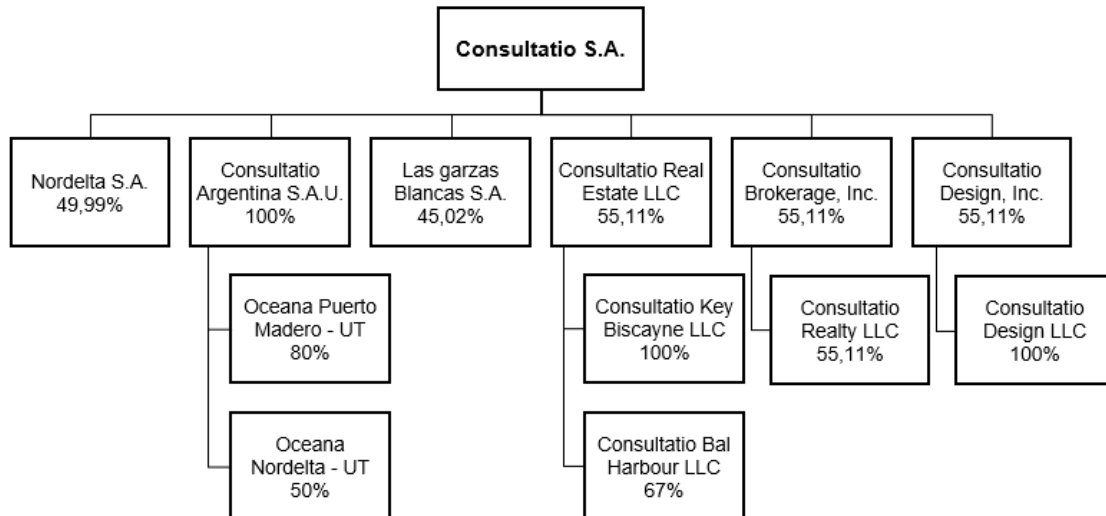 Consultatio S.A.
Nordelta S.A.
49,99%
Consultatio
Argentina S.A.U.
100%
Las garzas
Blancas S.A.
45,02%
Consultatio Real
Estate LLC
55,11%
Consultatio
Brokerage, Inc.
55,11%
Consultatio
Design, Inc.
55,11%
Oceana Puerto
Madero - UT
80%
Consultatio Key
Biscayne LLC
100%
Consultatio
Realty LLC
55,11%
Consultatio
Design LLC
100%
Oceana
Nordelta - UT
50%
Consultatio Bal
Harbour LLC
67%